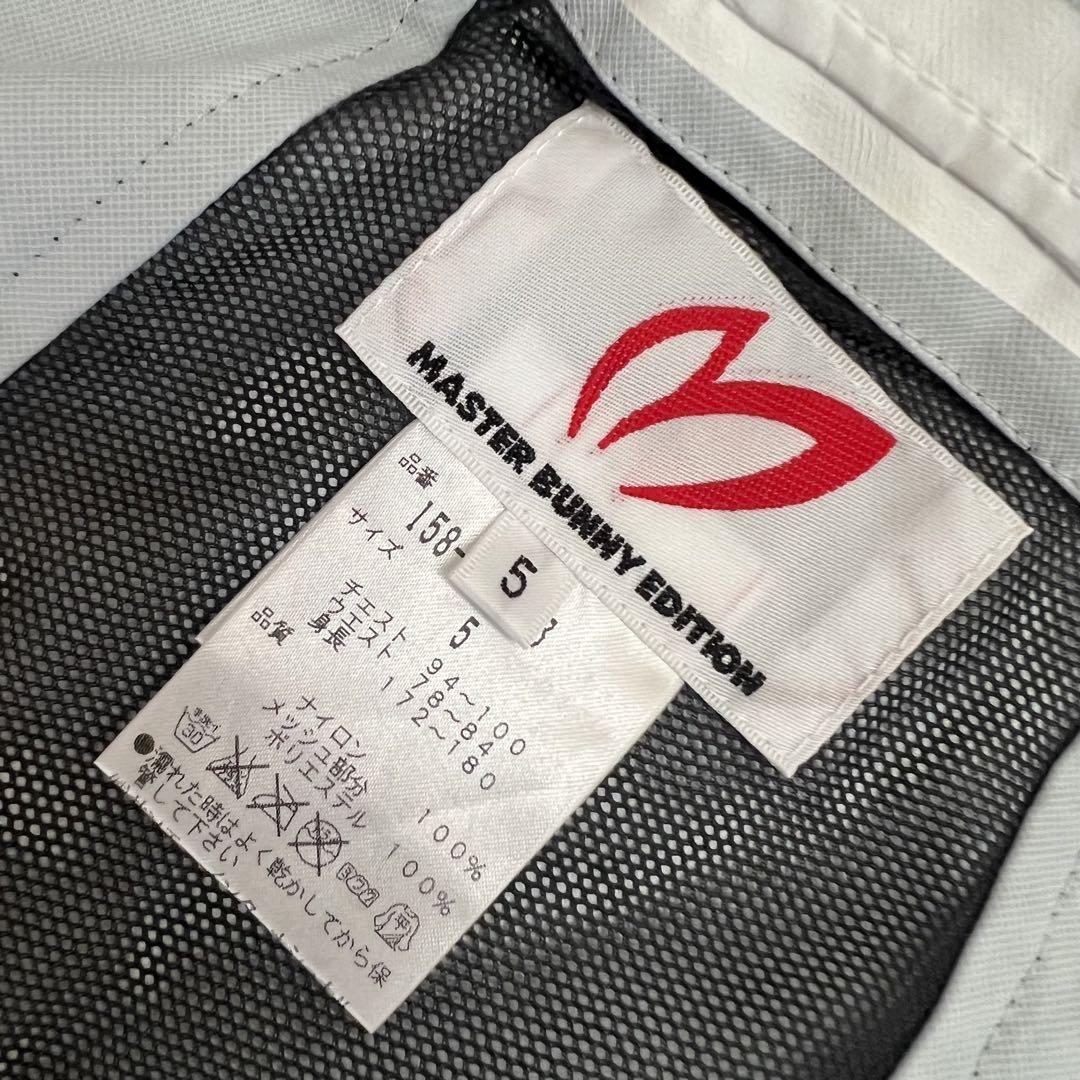 MASTER BUNNY EDITION
5
品番 158-
サイズ 5
チェスト 94~100
ウエスト 78~84
身長 172~180
品質
ナイロン 100%
メッシュ部分
ポリエステル 100%
30
●濡れた時はよく乾かしてから保
管して下さい